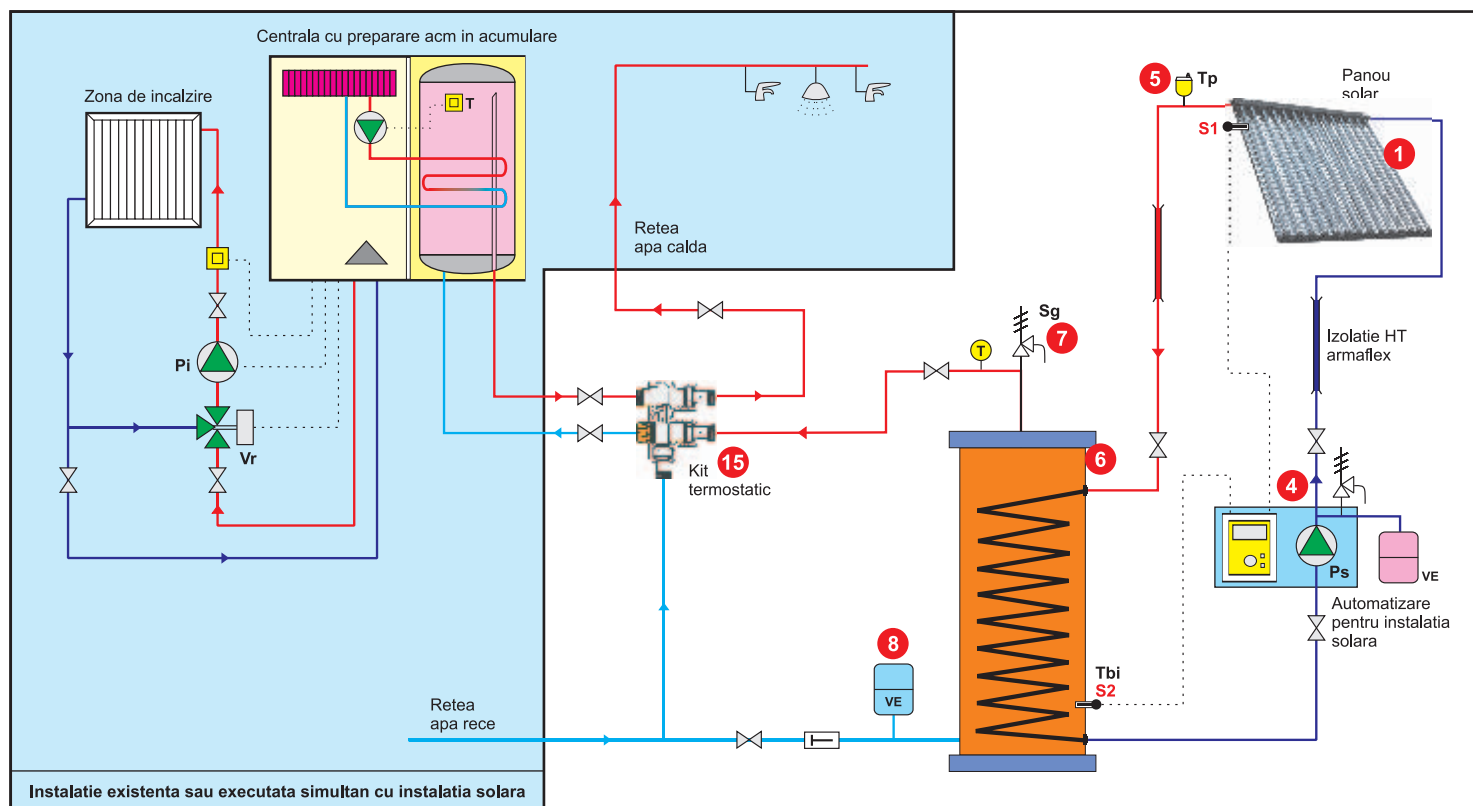 Centrala cu preparare acm in acumulare
Zona de incalzire
T
5
Tp
Panou
solar
S1
1
Retea
apa calda
Sg
7
T
Izolatie HT
armaflex
Pi
Vr
15
Kit
termostatic
6
4
Ps
VE
Automatizare
pentru instalatia
solara
8
VE
Tbi
S2
Retea
apa rece
Instalatie existenta sau executata simultan cu instalatia solara